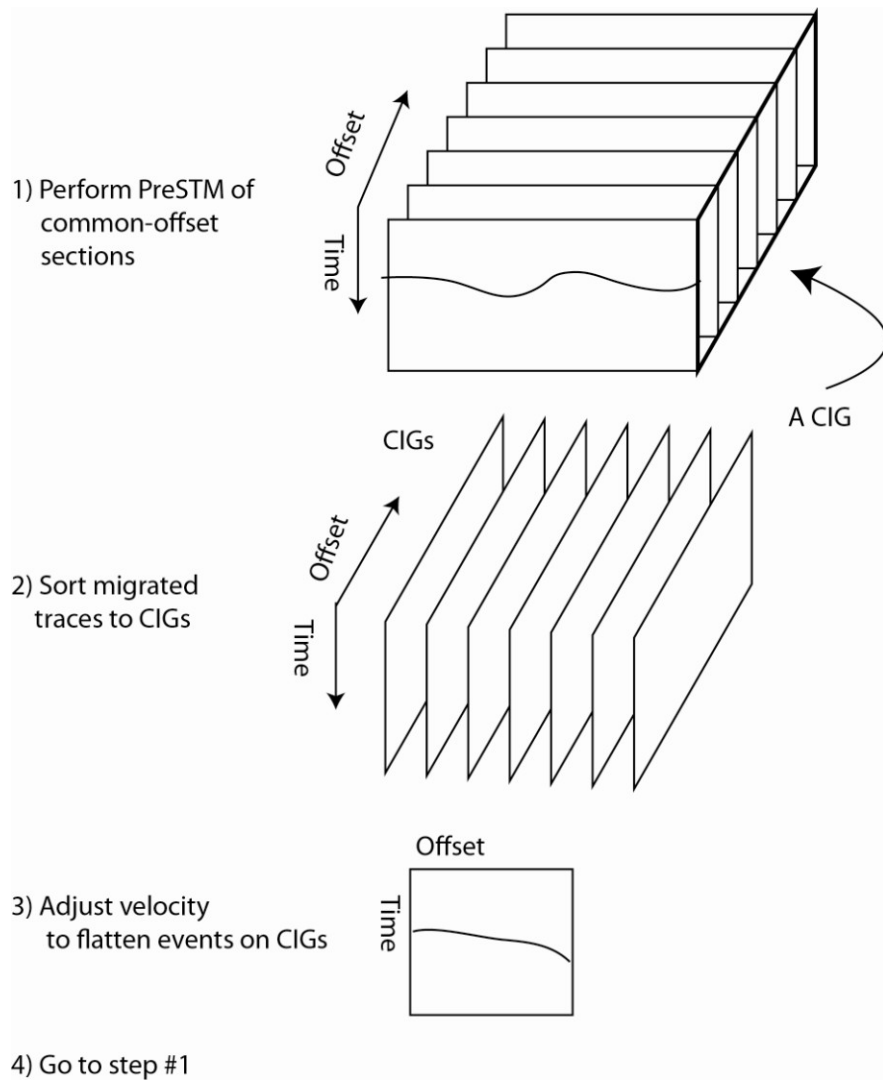 Offset
Time
1) Perform PreSTM of
common-offset
sections
A CIG
CIGs
Offset
Time
2) Sort migrated
traces to CIGs
Offset
Time
3) Adjust velocity
to flatten events on CIGs
4) Go to step #1